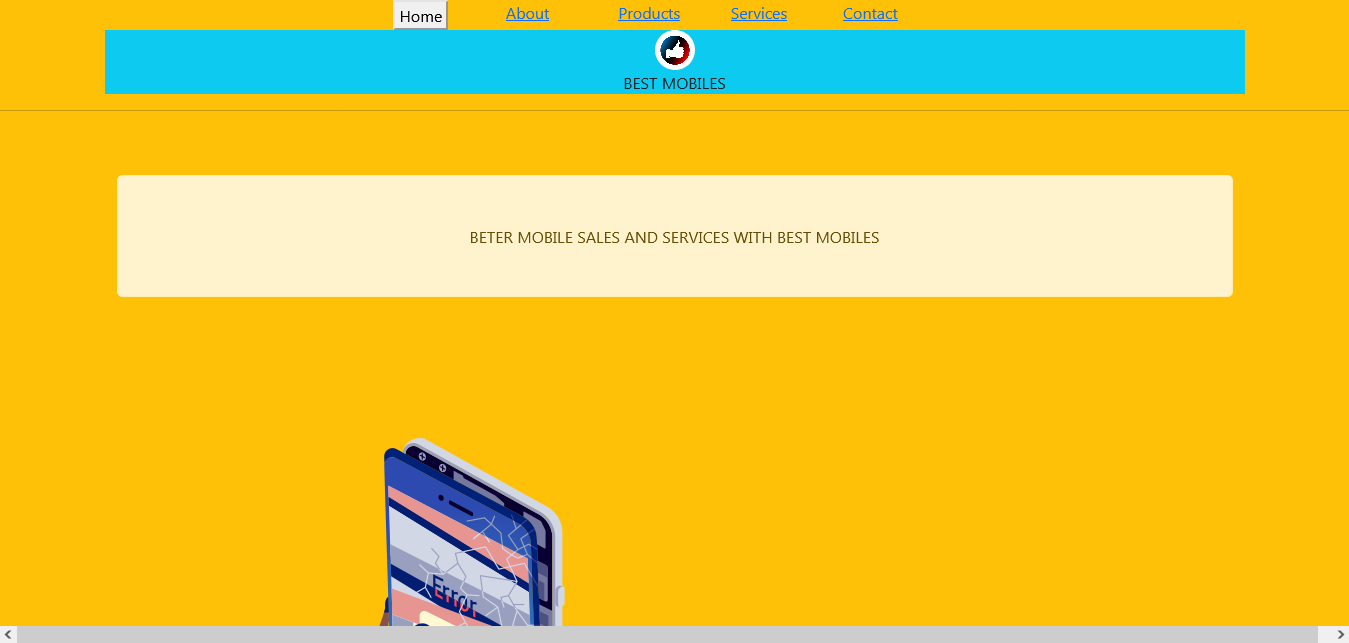 Home About Products Services Contact
BEST MOBILES
BETER MOBILE SALES AND SERVICES WITH BEST MOBILES
Error